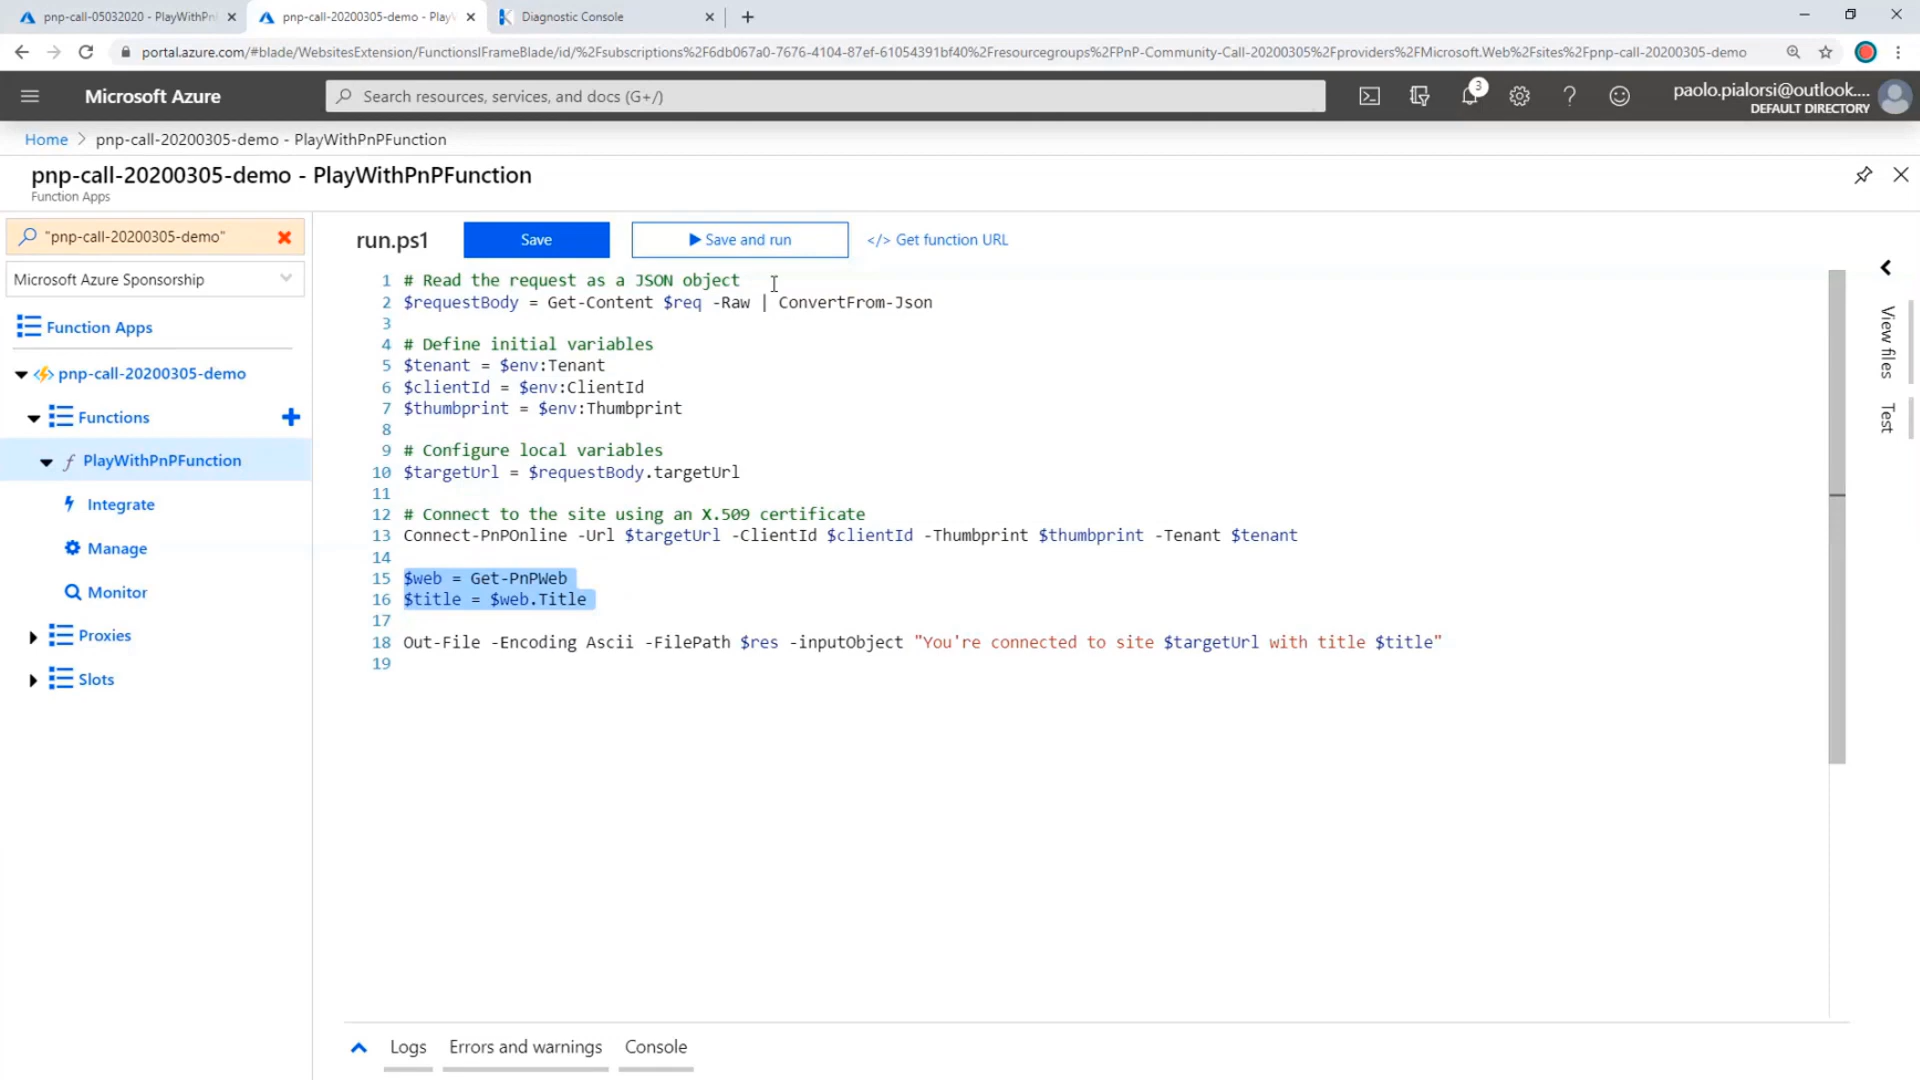 pnp-call-05032020 - PlayWithPn
pnp-call-20200305-demo - Play
Diagnostic Console
portal.azure.com/#blade/WebsitesExtension/FunctionsIFrameBlade/id/%2Fsubscriptions%2F6db067a0-7676-4104-87ef-61054391bf40%2Fresourcegroups%2FPnP-Community-Call-20200305%2Fproviders%2FMicrosoft.Web%2Fsites%2Fpnp-call-20200305-demo
Microsoft Azure
Search resources, services, and docs (G+/)
3
paolo.pialorsi@outlook....
DEFAULT DIRECTORY
Home > pnp-call-20200305-demo - PlayWithPnPFunction
pnp-call-20200305-demo - PlayWithPnPFunction
Function Apps
"pnp-call-20200305-demo"
Microsoft Azure Sponsorship
Function Apps
pnp-call-20200305-demo
Functions
PlayWithPnPFunction
Integrate
Manage
Monitor
Proxies
Slots
run.ps1
Save
Save and run
</> Get function URL
1 # Read the request as a JSON object
2 $requestBody = Get-Content $req -Raw | ConvertFrom-Json
3
4 # Define initial variables
5 $tenant = $env:Tenant
6 $clientId = $env:ClientId
7 $thumbprint = $env:Thumbprint
8
9 # Configure local variables
10 $targetUrl = $requestBody.targetUrl
11
12 # Connect to the site using an X.509 certificate
13 Connect-PnPOnline -Url $targetUrl -ClientId $clientId -Thumbprint $thumbprint -Tenant $tenant
14
15 $web = Get-PnPWeb
16 $title = $web.Title
17
18 Out-File -Encoding Ascii -FilePath $res -inputObject "You're connected to site $targetUrl with title $title"
19
View files
Test
Logs
Errors and warnings
Console